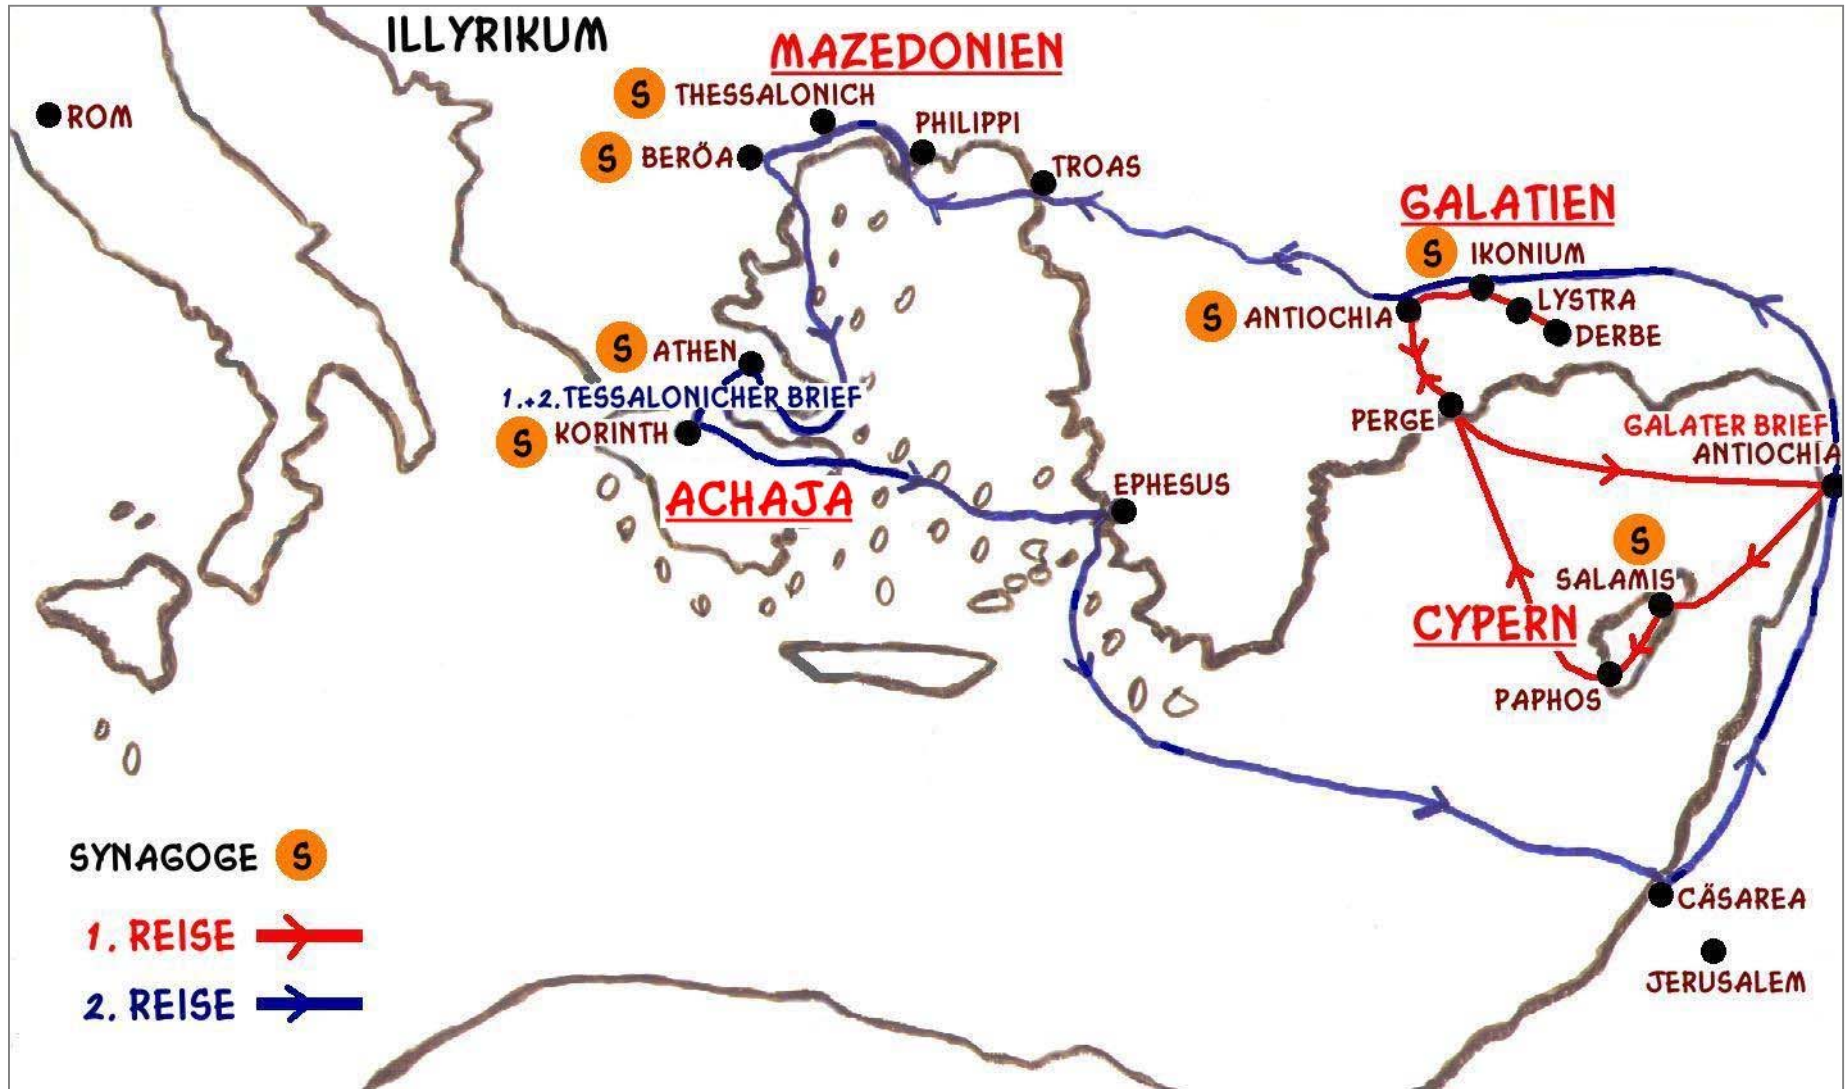 ILLYRIKUM
MAZEDONIEN
S THESSALONICH
ROM
PHILIPPI
S BERÖA
TROAS
GALATIEN
S IKONIUM
LYSTRA
S ANTIOCHIA
DERBE
S ATHEN
1.+2.TESSALONICHER BRIEF
S KORINTH
PERGE
GALATER BRIEF
ANTIOCHIA
ACHAJA
EPHESUS
S
SALAMIS
CYPERN
PAPHOS
SYNAGOGE S
1. REISE
2. REISE
CÄSAREA
JERUSALEM